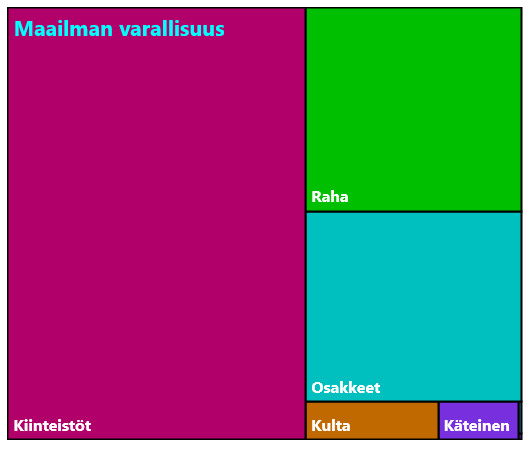 Maailman varallisuus
Raha
Osakkeet
Kiinteistöt
Kulta
Käteinen